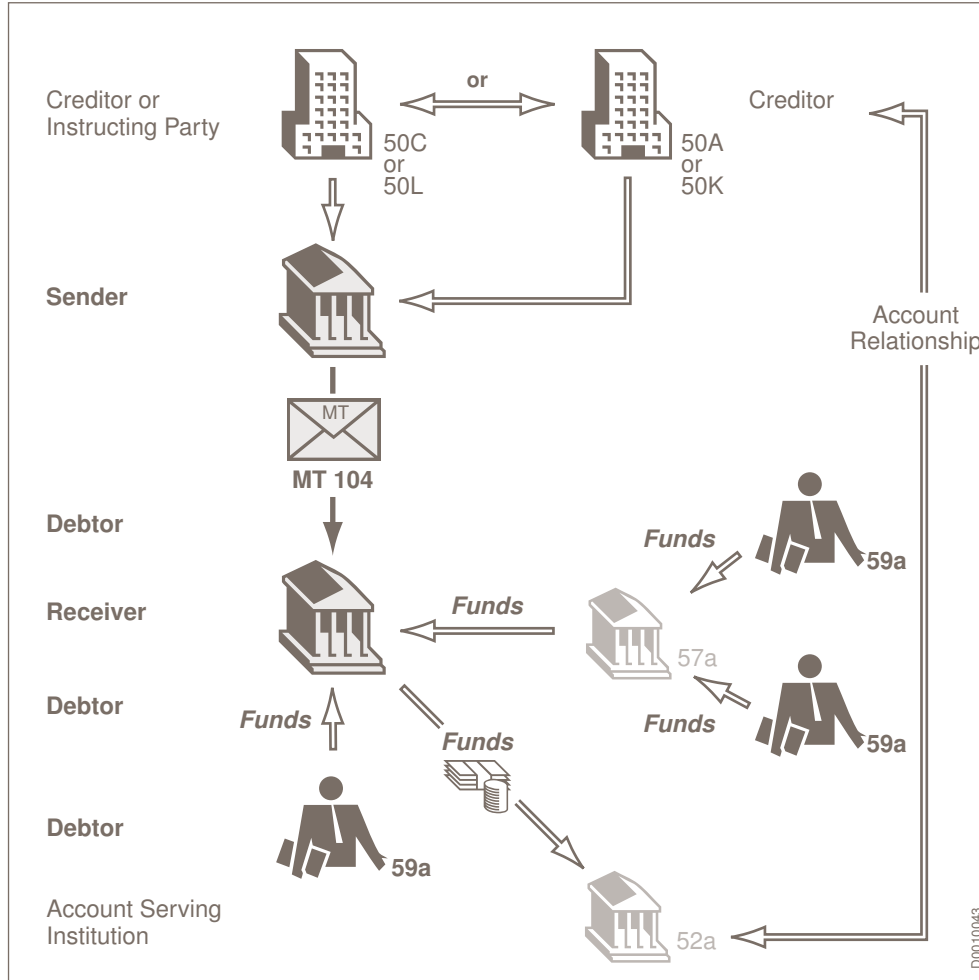 or
Creditor or
Instructing Party
Creditor
50C
or
50L
50A
or
50K
Sender
Account
Relationship
MT
MT 104
Debtor
Funds
59a
Receiver
Funds
57a
Debtor
Funds
Funds
59a
Funds
Debtor
59a
Account Serving
Institution
52a
D0010043